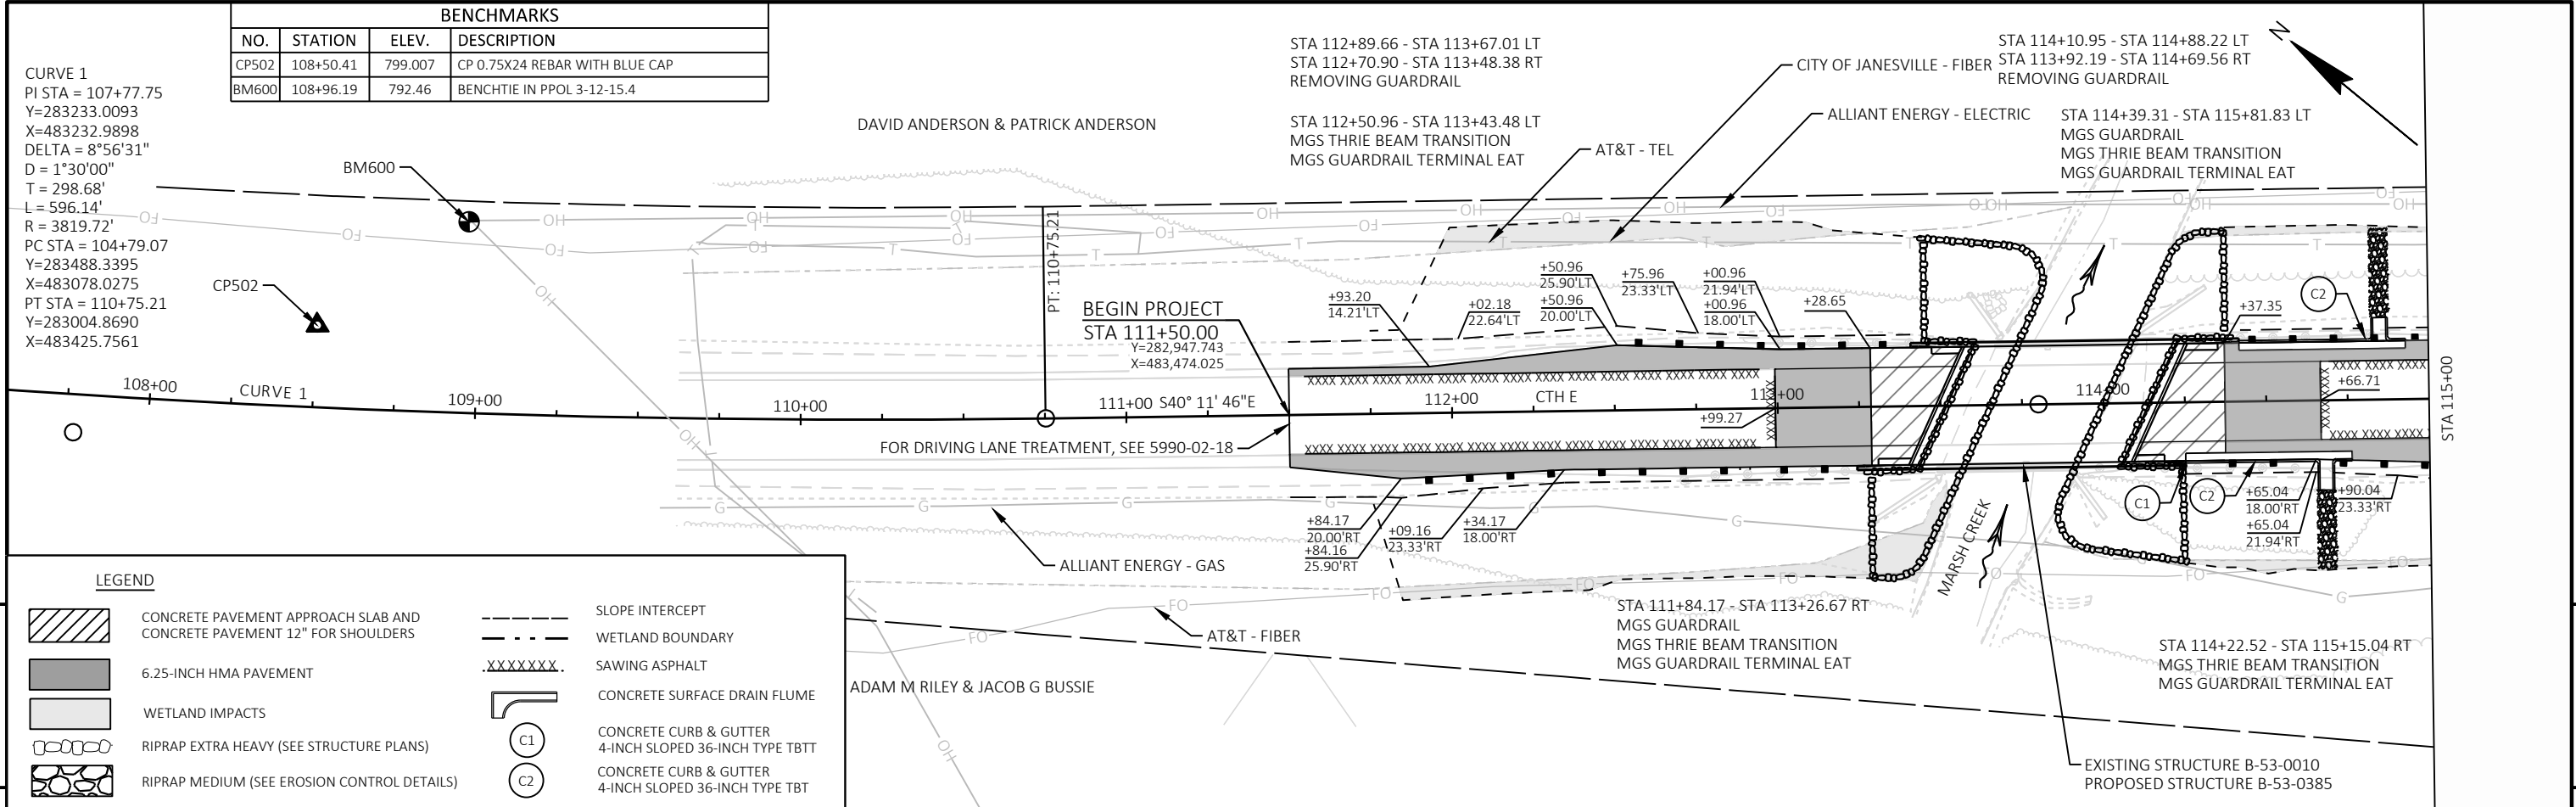 BENCHMARKS
NO. STATION ELEV. DESCRIPTION
CP502 108+50.41 799.007 CP 0.75X24 REBAR WITH BLUE CAP
BM600 108+96.19 792.46 BENCHTIE IN PPOL 3-12-15.4
CURVE 1
PI STA = 107+77.75
Y=283233.0093
X=483232.9898
DELTA = 8°56'31"
D = 1°30'00"
T = 298.68'
L = 596.14'
R = 3819.72'
PC STA = 104+79.07
Y=283488.3395
X=483078.0275
PT STA = 110+75.21
Y=283004.8690
X=483425.7561
BM600
CP502
DAVID ANDERSON & PATRICK ANDERSON
STA 112+89.66 - STA 113+67.01 LT
STA 112+70.90 - STA 113+48.38 RT
REMOVING GUARDRAIL
STA 112+50.96 - STA 113+43.48 LT
MGS THRIE BEAM TRANSITION
MGS GUARDRAIL TERMINAL EAT
AT&T - TEL
CITY OF JANESVILLE - FIBER
ALLIANT ENERGY - ELECTRIC
STA 114+10.95 - STA 114+88.22 LT
STA 113+92.19 - STA 114+69.56 RT
REMOVING GUARDRAIL
STA 114+39.31 - STA 115+81.83 LT
MGS GUARDRAIL
MGS THRIE BEAM TRANSITION
MGS GUARDRAIL TERMINAL EAT
N
PT: 110+75.21
BEGIN PROJECT
STA 111+50.00
Y=282,947.743
X=483,474.025
+93.20
14.21'LT
+02.18
22.64'LT
+50.96
25.90'LT
+50.96
20.00'LT
+75.96
23.33'LT
+00.96
21.94'LT
+00.96
18.00'LT
+28.65
+37.35
C2
108+00
CURVE 1
109+00
110+00
111+00
S40° 11' 46"E
112+00
CTH E
113+00
114+00
+99.27
+66.71
STA 115+00
FOR DRIVING LANE TREATMENT, SEE 5990-02-18
+84.17
20.00'RT
+84.16
25.90'RT
+09.16
23.33'RT
+34.17
18.00'RT
MARSH CREEK
C1
C2
+65.04
18.00'RT
+65.04
21.94'RT
+90.04
23.33'RT
ALLIANT ENERGY - GAS
AT&T - FIBER
ADAM M RILEY & JACOB G BUSSIE
STA 111+84.17 - STA 113+26.67 RT
MGS GUARDRAIL
MGS THRIE BEAM TRANSITION
MGS GUARDRAIL TERMINAL EAT
STA 114+22.52 - STA 115+15.04 RT
MGS THRIE BEAM TRANSITION
MGS GUARDRAIL TERMINAL EAT
EXISTING STRUCTURE B-53-0010
PROPOSED STRUCTURE B-53-0385
LEGEND
CONCRETE PAVEMENT APPROACH SLAB AND
CONCRETE PAVEMENT 12" FOR SHOULDERS
6.25-INCH HMA PAVEMENT
WETLAND IMPACTS
RIPRAP EXTRA HEAVY (SEE STRUCTURE PLANS)
RIPRAP MEDIUM (SEE EROSION CONTROL DETAILS)
SLOPE INTERCEPT
WETLAND BOUNDARY
XXXXXXX SAWING ASPHALT
CONCRETE SURFACE DRAIN FLUME
C1 CONCRETE CURB & GUTTER
4-INCH SLOPED 36-INCH TYPE TBTT
C2 CONCRETE CURB & GUTTER
4-INCH SLOPED 36-INCH TYPE TBT